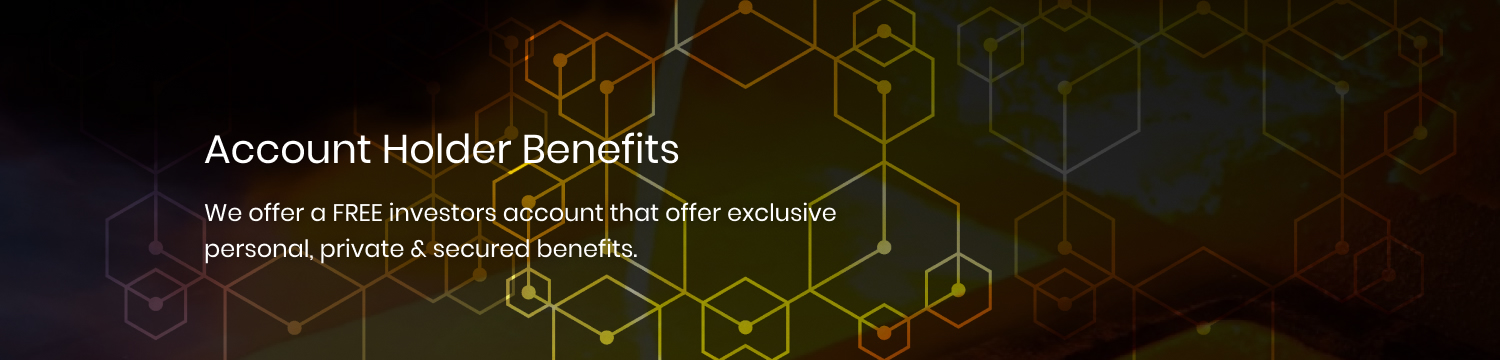 Account Holder Benefits
We offer a FREE investors account that offer exclusive
personal, private & secured benefits.